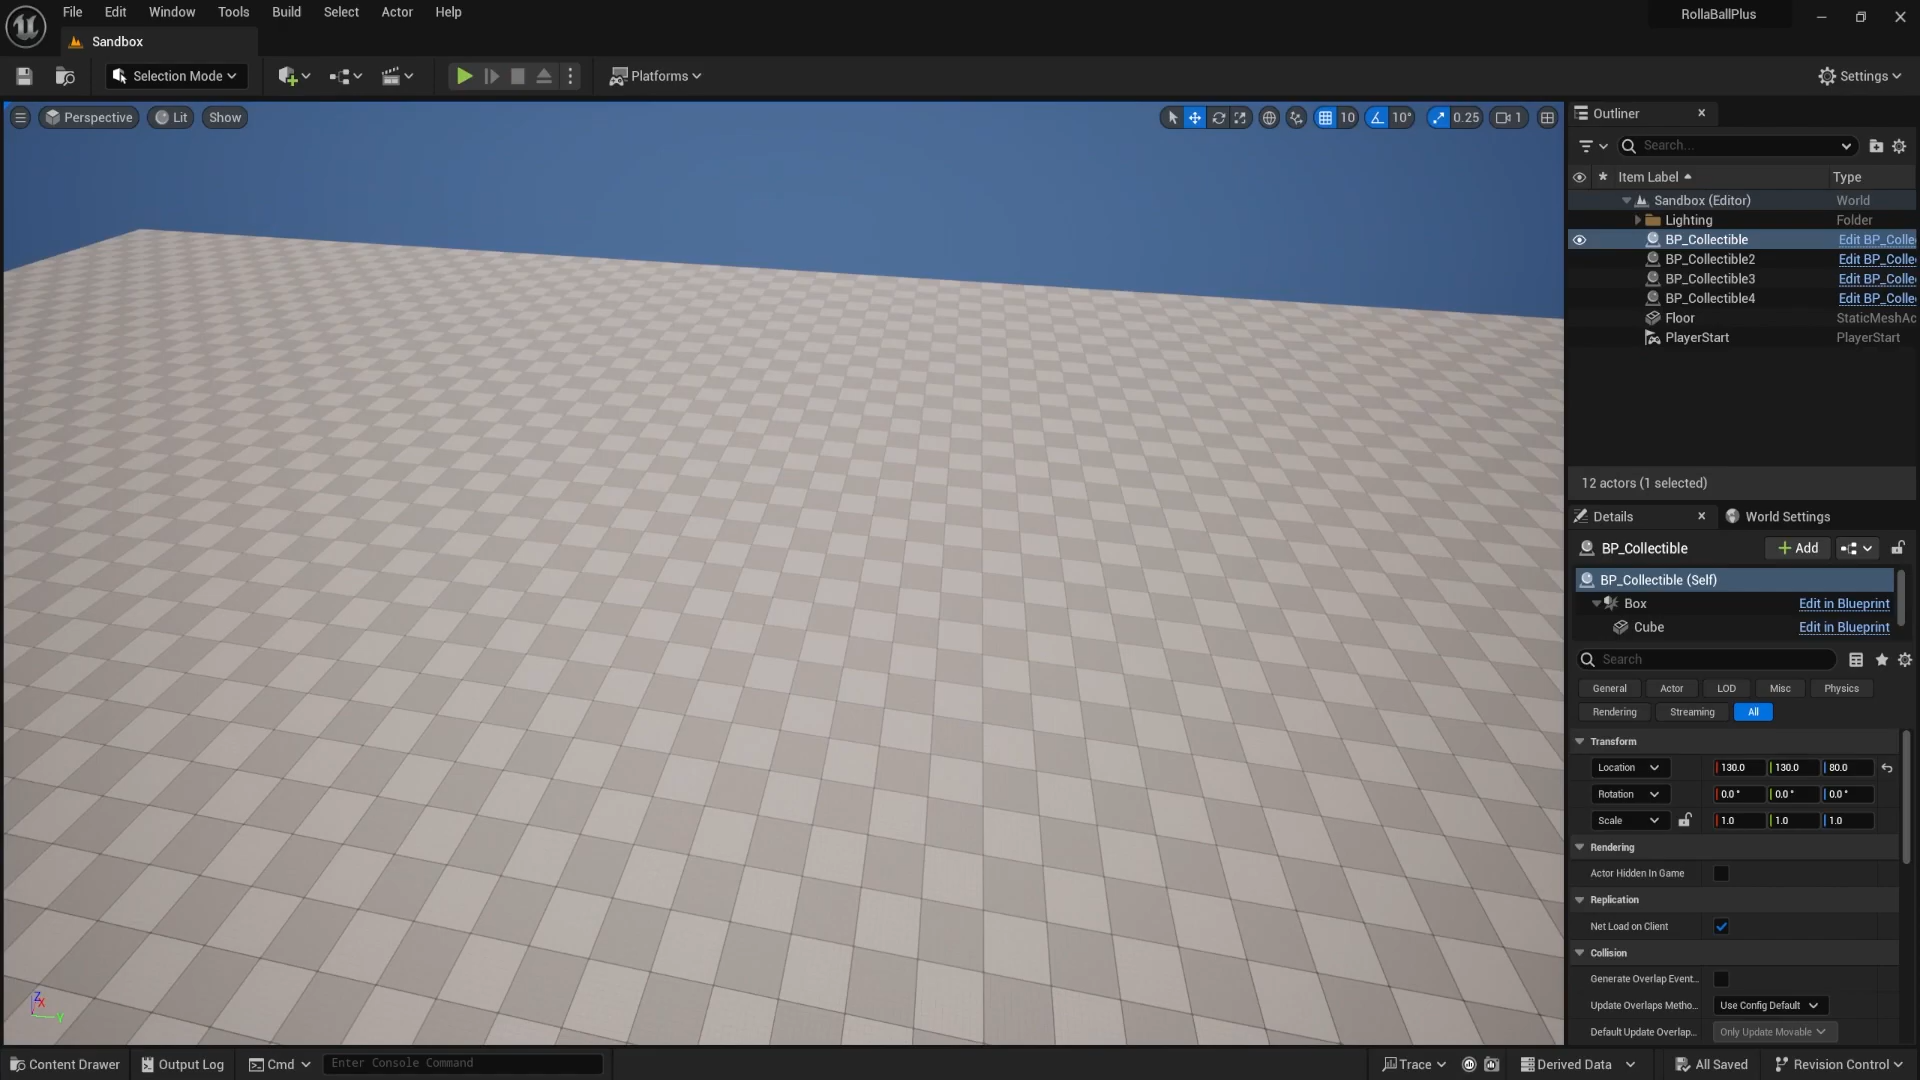 File Edit Window Tools Build Select Actor Help
RollaBallPlus
Sandbox
Selection Mode
Platforms
Settings
Perspective Lit Show
10 10° 0.25 1
Outliner
Search...
Item Label Type
Sandbox (Editor) World
Lighting Folder
BP_Collectible Edit BP_Colle
BP_Collectible2 Edit BP_Colle
BP_Collectible3 Edit BP_Colle
BP_Collectible4 Edit BP_Colle
Floor StaticMeshAc
PlayerStart PlayerStart
12 actors (1 selected)
Details World Settings
BP_Collectible Add
BP_Collectible (Self)
Box Edit in Blueprint
Cube Edit in Blueprint
Search
General Actor LOD Misc Physics
Rendering Streaming All
Transform
Location 130.0 130.0 80.0
Rotation 0.0 ° 0.0 ° 0.0 °
Scale 1.0 1.0 1.0
Rendering
Actor Hidden In Game
Replication
Net Load on Client
Collision
Generate Overlap Event...
Update Overlaps Metho... Use Config Default
Default Update Overlap... Only Update Movable
Z
X
Y
Content Drawer Output Log Cmd Enter Console Command
Trace Derived Data All Saved Revision Control